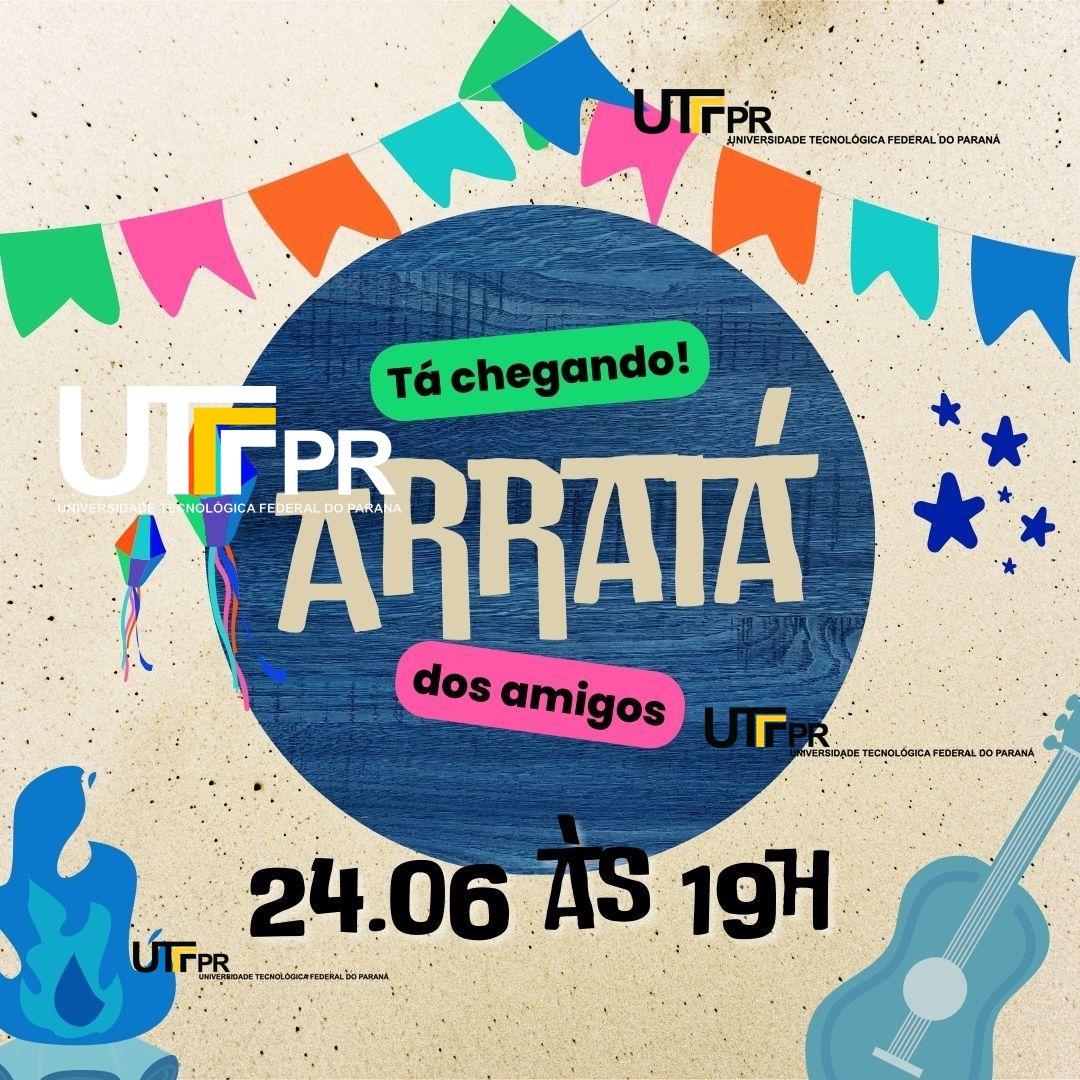 UTFPR
UNIVERSIDADE TECNOLÓGICA FEDERAL DO PARANÁ
Tá chegando!
UTFPR
UNIVERSIDADE TECNOLÓGICA FEDERAL DO PARANÁ
ARRATÁ
dos amigos
UTFPR
UNIVERSIDADE TECNOLÓGICA FEDERAL DO PARANÁ
24.06 ÀS 19H
UTFPR
UNIVERSIDADE TECNOLÓGICA FEDERAL DO PARANÁ